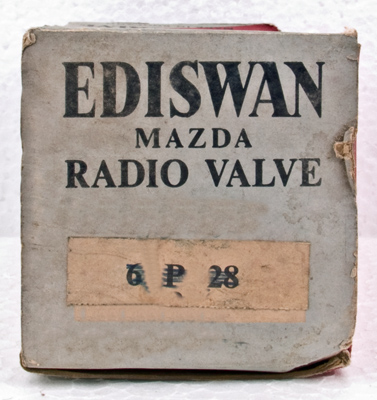 EDISWAN
MAZDA
RADIO VALVE
6 P 28